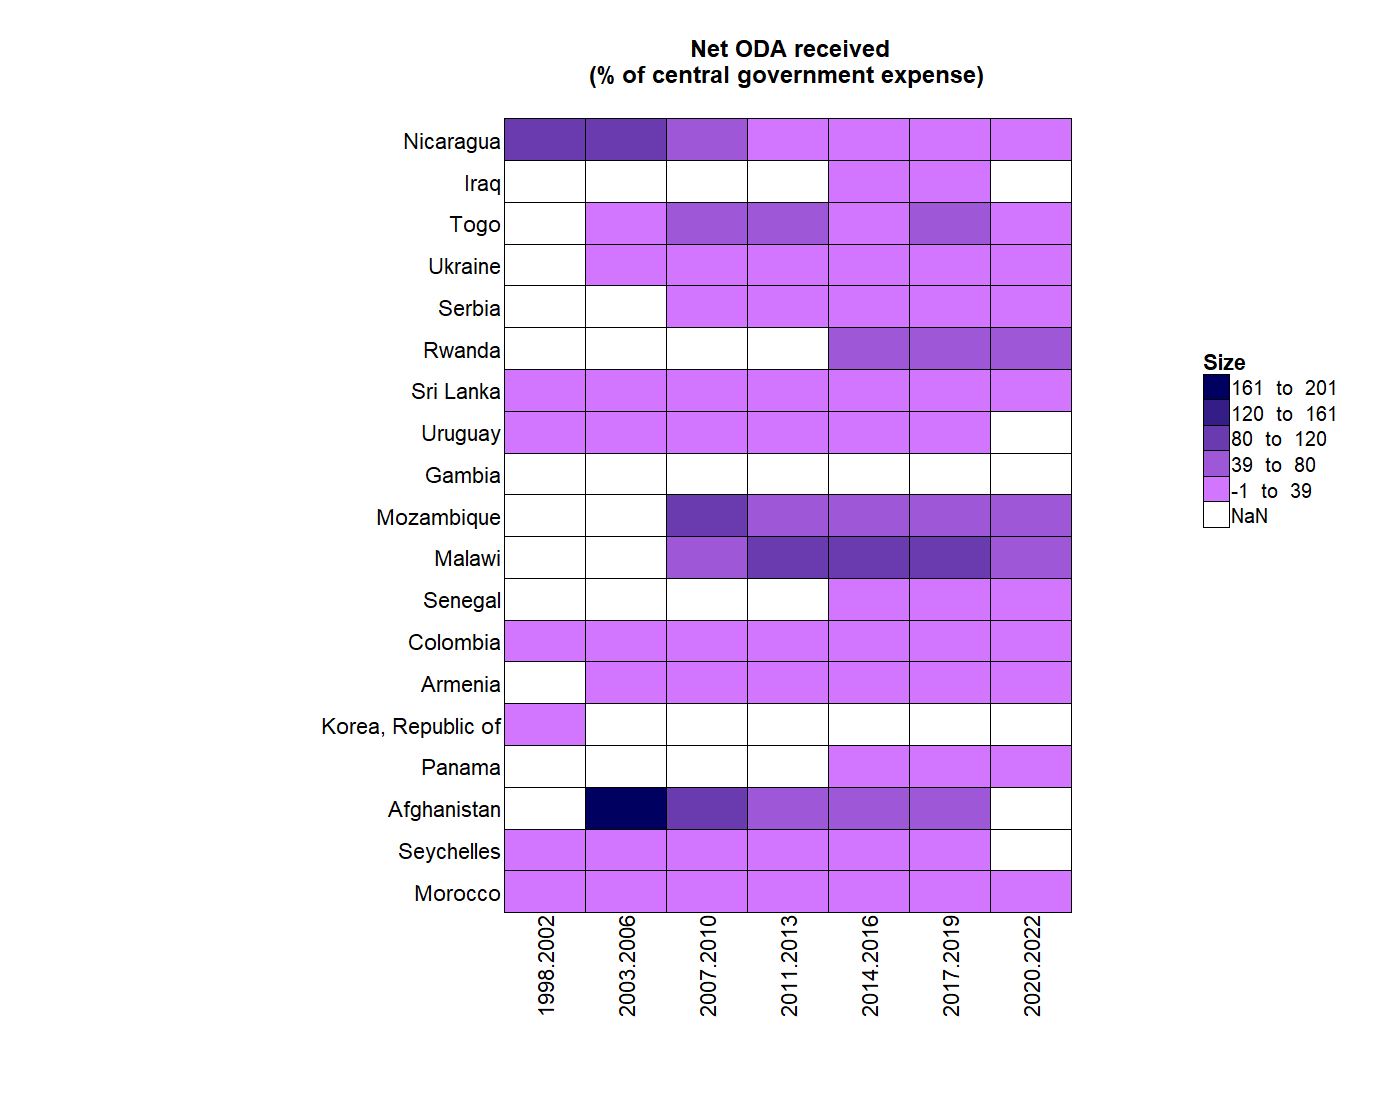 Net ODA received
(% of central government expense)
Nicaragua
Iraq
Togo
Ukraine
Serbia
Rwanda
Sri Lanka
Uruguay
Gambia
Mozambique
Malawi
Senegal
Colombia
Armenia
Korea, Republic of
Panama
Afghanistan
Seychelles
Morocco
1998.2002
2003.2006
2007.2010
2011.2013
2014.2016
2017.2019
2020.2022
Size
161 to 201
120 to 161
80 to 120
39 to 80
-1 to 39
NaN